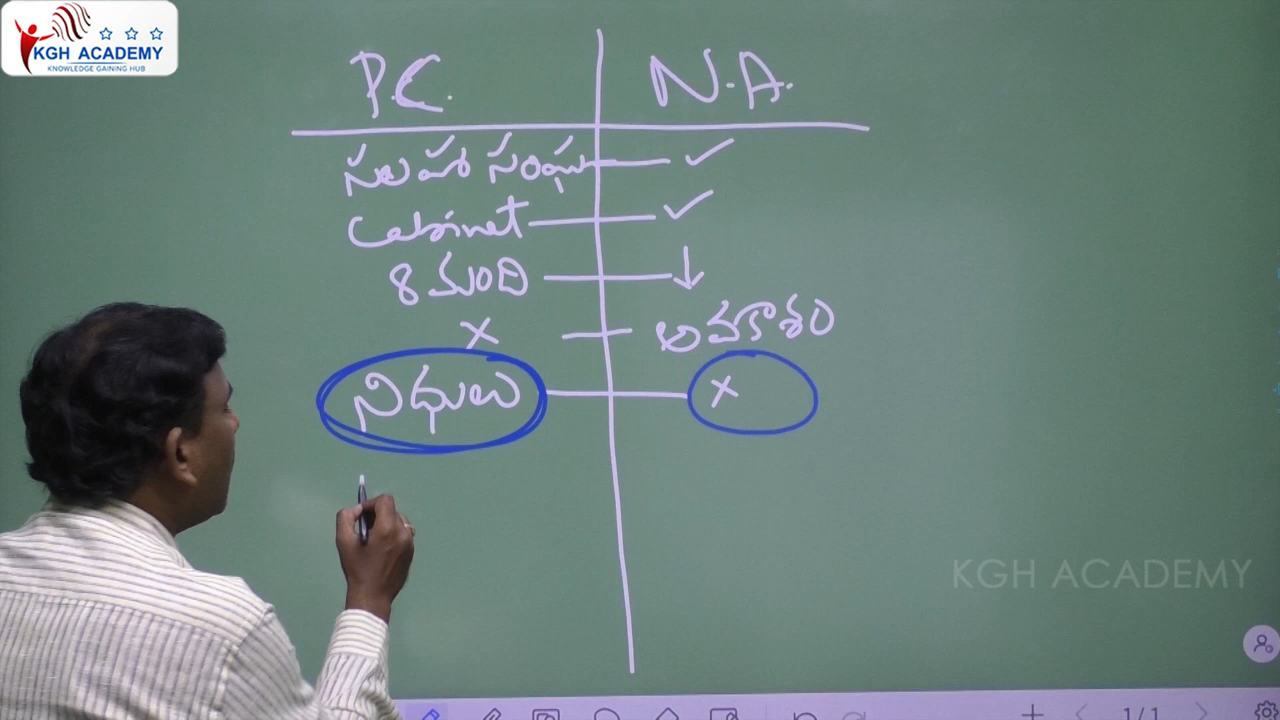 KGH ACADEMY
KNOWLEDGE GAINING HUB
P.C. N.A.
సలహా సంఘం ✓
Cabinet ✓
8 మంది ↓
× అవకాశం
నిధులు ×
KGH ACADEMY
1/1